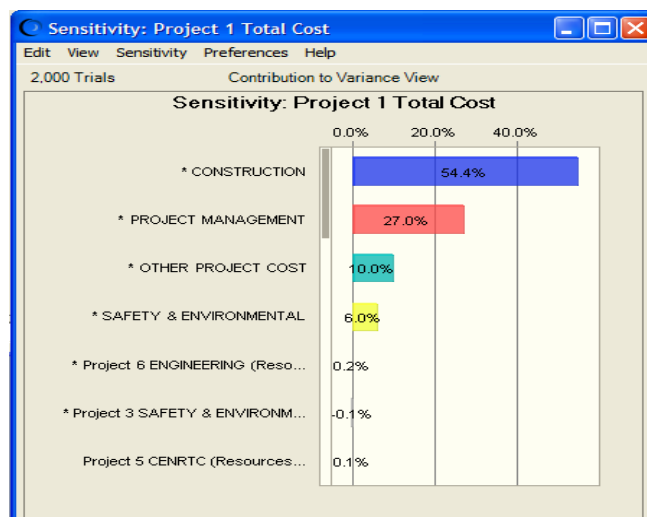 Sensitivity: Project 1 Total Cost
Edit View Sensitivity Preferences Help
2,000 Trials Contribution to Variance View
Sensitivity: Project 1 Total Cost
0.0% 20.0% 40.0%
* CONSTRUCTION 54.4%
* PROJECT MANAGEMENT 27.0%
* OTHER PROJECT COST 10.0%
* SAFETY & ENVIRONMENTAL 6.0%
* Project 6 ENGINEERING (Reso... 0.2%
* Project 3 SAFETY & ENVIRONM... -0.1%
Project 5 CENRTC (Resources... 0.1%